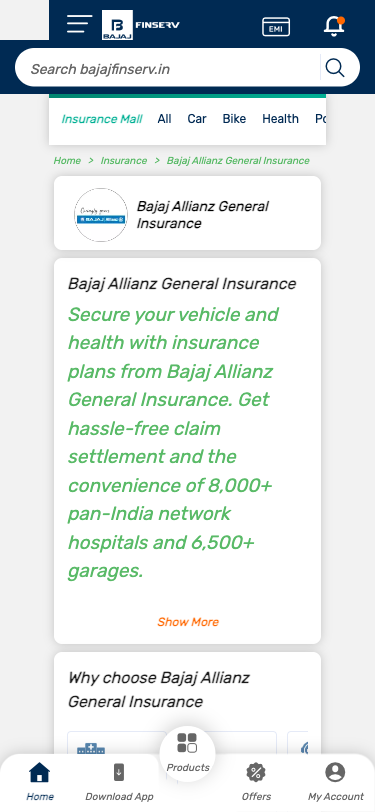 BAJAJ FINSERV
EMI
Search bajajfinserv.in
Insurance Mall All Car Bike Health
Home > Insurance > Bajaj Allianz General Insurance
Bajaj Allianz General
Insurance
Bajaj Allianz General Insurance
Secure your vehicle and
health with insurance
plans from Bajaj Allianz
General Insurance. Get
hassle-free claim
settlement and the
convenience of 8,000+
pan-India network
hospitals and 6,500+
garages.
Show More
Why choose Bajaj Allianz
General Insurance
Products
Home Download App Offers My Account